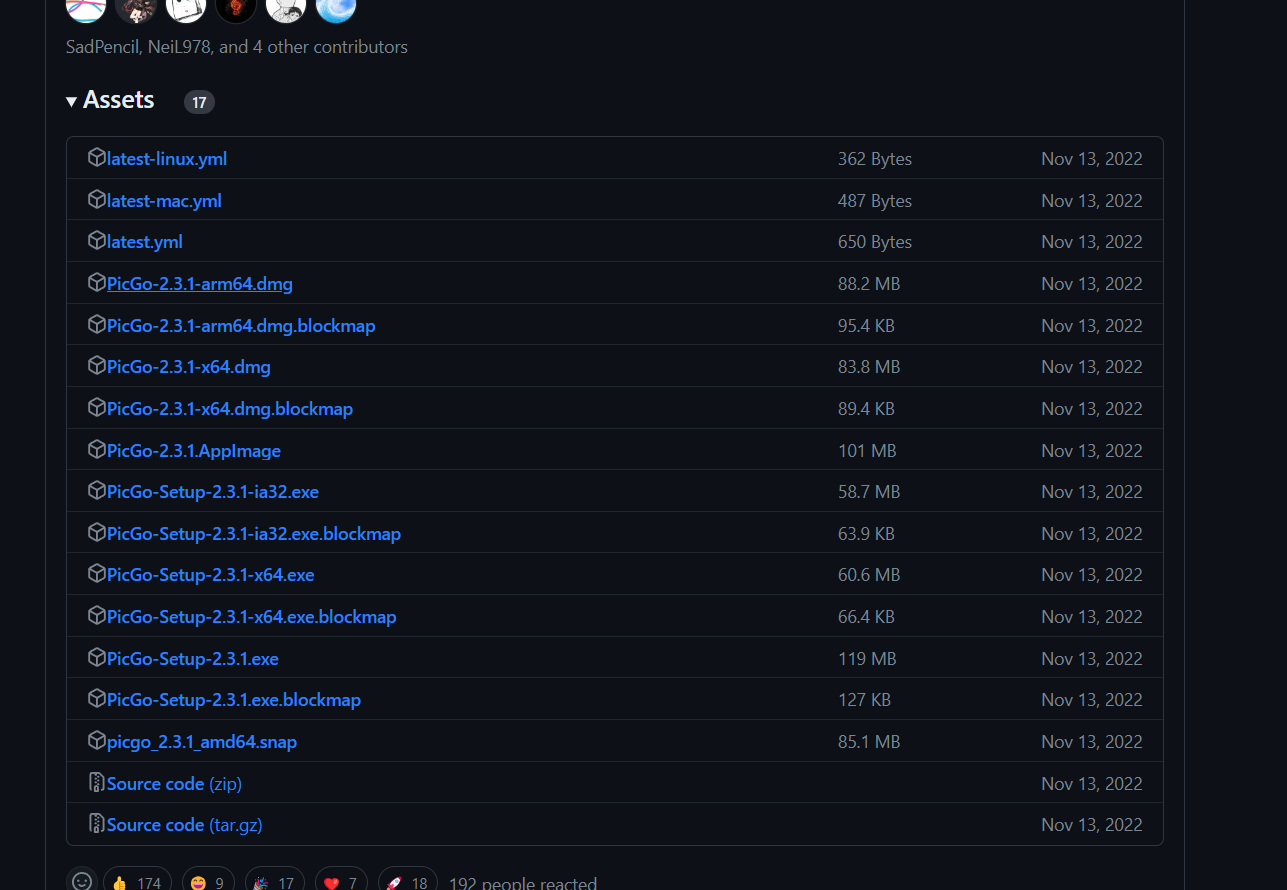 SadPencil, NeiL978, and 4 other contributors
Assets 17
latest-linux.yml 362 Bytes Nov 13, 2022
latest-mac.yml 487 Bytes Nov 13, 2022
latest.yml 650 Bytes Nov 13, 2022
PicGo-2.3.1-arm64.dmg 88.2 MB Nov 13, 2022
PicGo-2.3.1-arm64.dmg.blockmap 95.4 KB Nov 13, 2022
PicGo-2.3.1-x64.dmg 83.8 MB Nov 13, 2022
PicGo-2.3.1-x64.dmg.blockmap 89.4 KB Nov 13, 2022
PicGo-2.3.1.AppImage 101 MB Nov 13, 2022
PicGo-Setup-2.3.1-ia32.exe 58.7 MB Nov 13, 2022
PicGo-Setup-2.3.1-ia32.exe.blockmap 63.9 KB Nov 13, 2022
PicGo-Setup-2.3.1-x64.exe 60.6 MB Nov 13, 2022
PicGo-Setup-2.3.1-x64.exe.blockmap 66.4 KB Nov 13, 2022
PicGo-Setup-2.3.1.exe 119 MB Nov 13, 2022
PicGo-Setup-2.3.1.exe.blockmap 127 KB Nov 13, 2022
picgo_2.3.1_amd64.snap 85.1 MB Nov 13, 2022
Source code (zip) Nov 13, 2022
Source code (tar.gz) Nov 13, 2022
174 9 17 7 18 192 people reacted